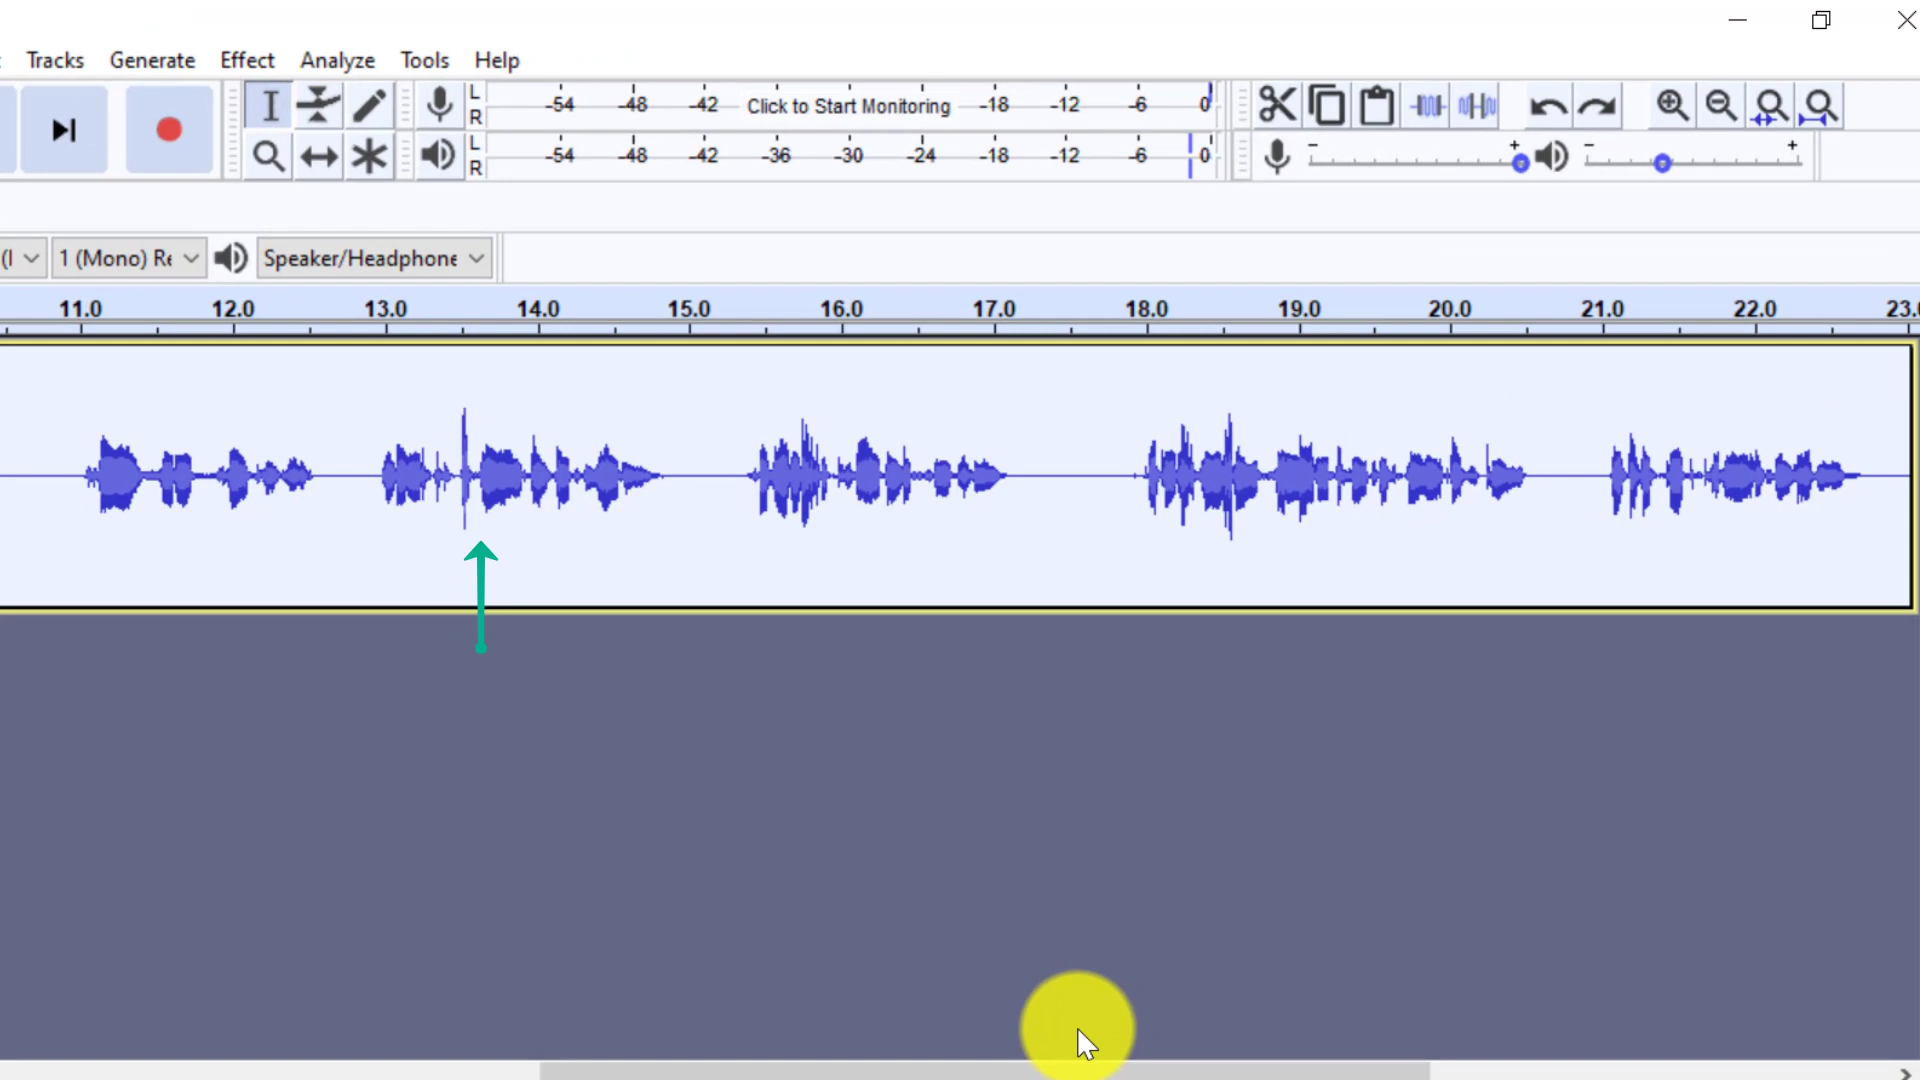 Tracks Generate Effect Analyze Tools Help
L
R
-54 -48 -42 Click to Start Monitoring -18 -12 -6 0
L
R
-54 -48 -42 -36 -30 -24 -18 -12 -6 0
- + - +
(I 1 (Mono) Re Speaker/Headphone
11.0 12.0 13.0 14.0 15.0 16.0 17.0 18.0 19.0 20.0 21.0 22.0 23.